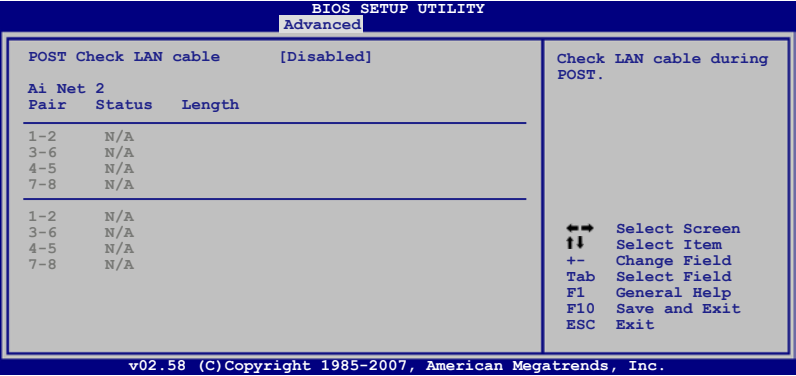 BIOS SETUP UTILITY
Advanced
POST Check LAN cable [Disabled]
Ai Net 2
Pair Status Length
1-2 N/A
3-6 N/A
4-5 N/A
7-8 N/A
1-2 N/A
3-6 N/A
4-5 N/A
7-8 N/A
Check LAN cable during
POST.
←→ Select Screen
↑↓ Select Item
+- Change Field
Tab Select Field
F1 General Help
F10 Save and Exit
ESC Exit
v02.58 (C)Copyright 1985-2007, American Megatrends, Inc.